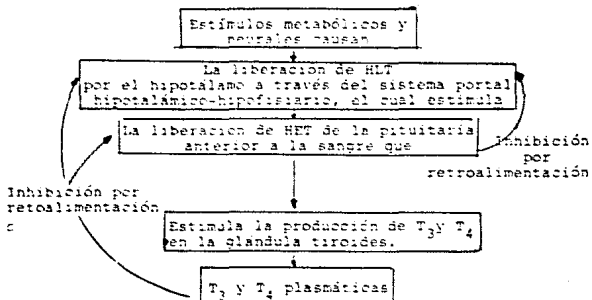 Estímulos metabólicos y
neurales causan
La liberación de HLT
por el hipotálamo a través del sistema portal
hipotalámico-hipofisiario, el cual estimula
La liberación de HET de la pituitaria
anterior a la sangre que
Inhibición
por
retroalimentación
Inhibición por
retoalimentación
Estimula la producción de T3 y T4
en la glándula tiroides.
T3 y T4 plasmáticas